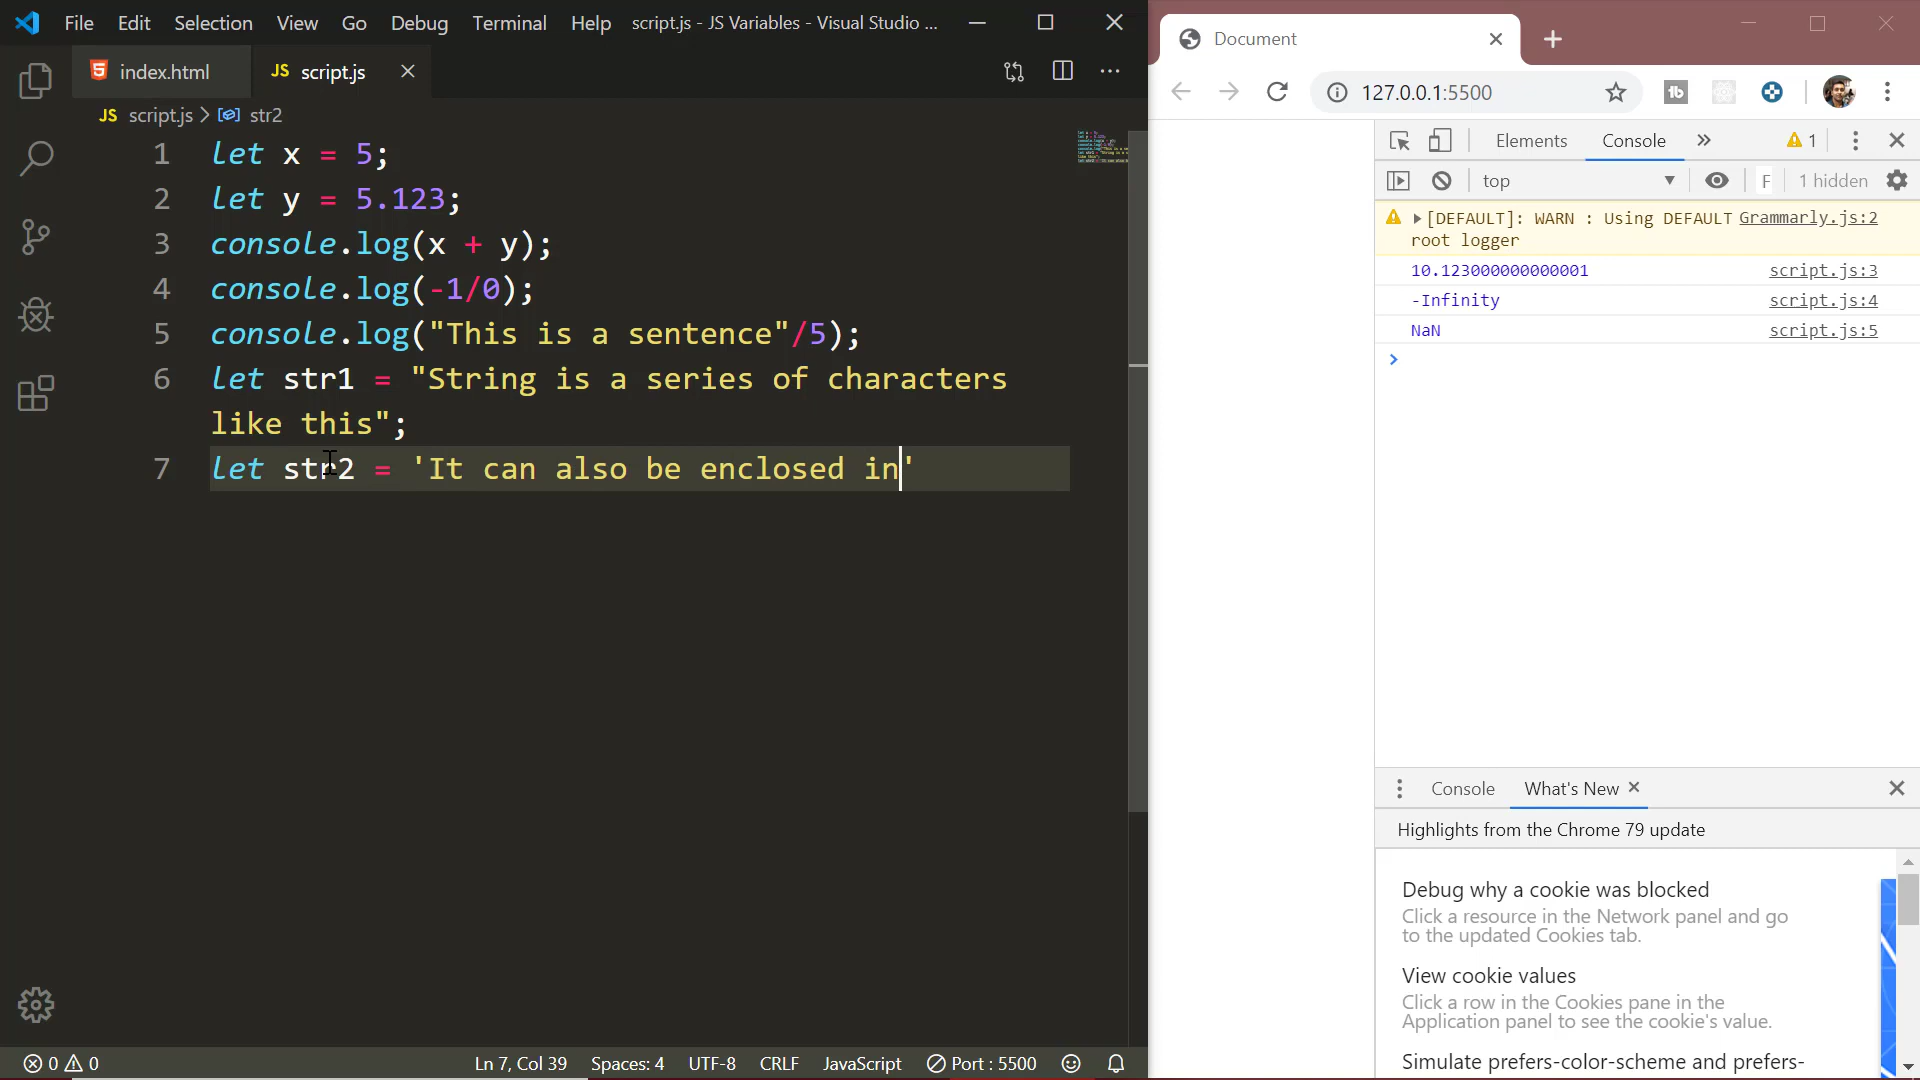 File Edit Selection View Go Debug Terminal Help script.js - JS Variables - Visual Studio ...
index.html
JS script.js
JS script.js > str2
1 let x = 5;
2 let y = 5.123;
3 console.log(x + y);
4 console.log(-1/0);
5 console.log("This is a sentence"/5);
6 let str1 = "String is a series of characters
like this";
7 let str2 = 'It can also be enclosed in'
0 0 Ln 7, Col 39 Spaces: 4 UTF-8 CRLF JavaScript Port : 5500
Document
127.0.0.1:5500
Elements Console 1
top F 1 hidden
[DEFAULT]: WARN : Using DEFAULT Grammarly.js:2
root logger
10.123000000000001 script.js:3
-Infinity script.js:4
NaN script.js:5
Console What's New
Highlights from the Chrome 79 update
Debug why a cookie was blocked
Click a resource in the Network panel and go
to the updated Cookies tab.
View cookie values
Click a row in the Cookies pane in the
Application panel to see the cookie's value.
Simulate prefers-color-scheme and prefers-